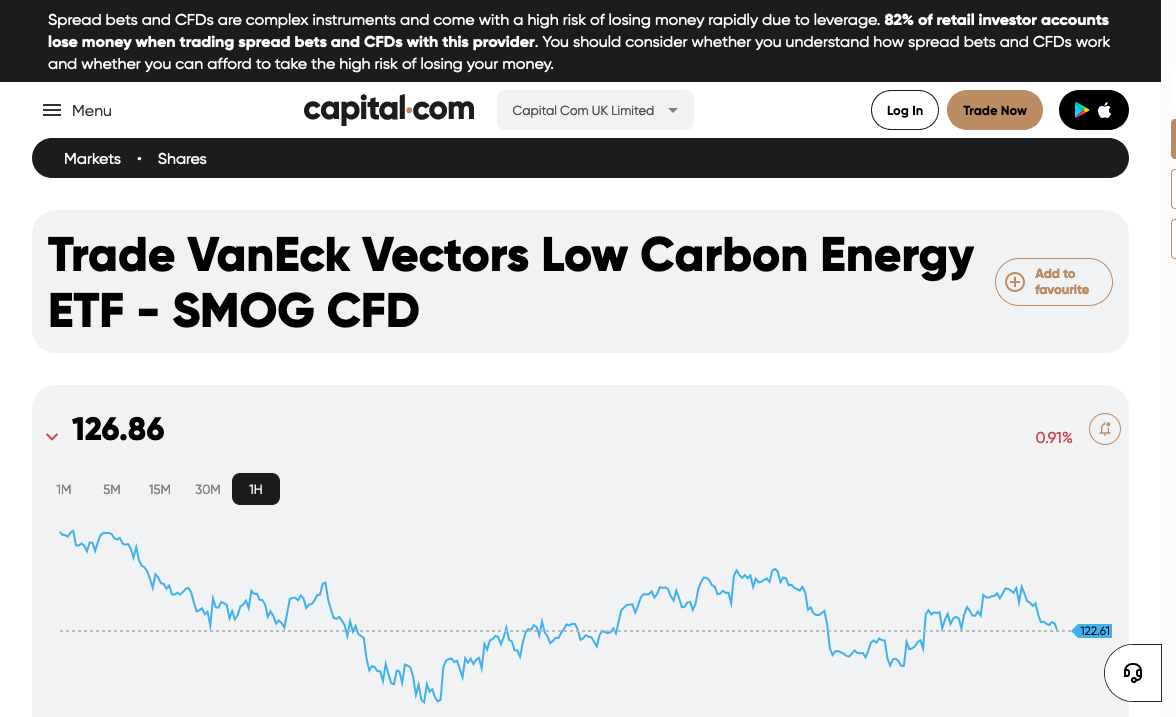 Spread bets and CFDs are complex instruments and come with a high risk of losing money rapidly due to leverage. 82% of retail investor accounts
lose money when trading spread bets and CFDs with this provider. You should consider whether you understand how spread bets and CFDs work
and whether you can afford to take the high risk of losing your money.
Menu
capital.com
Capital Com UK Limited
Log In
Trade Now
Markets • Shares
Trade VanEck Vectors Low Carbon Energy
ETF - SMOG CFD
Add to
favourite
126.86
0.91%
1M 5M 15M 30M 1H
122.61